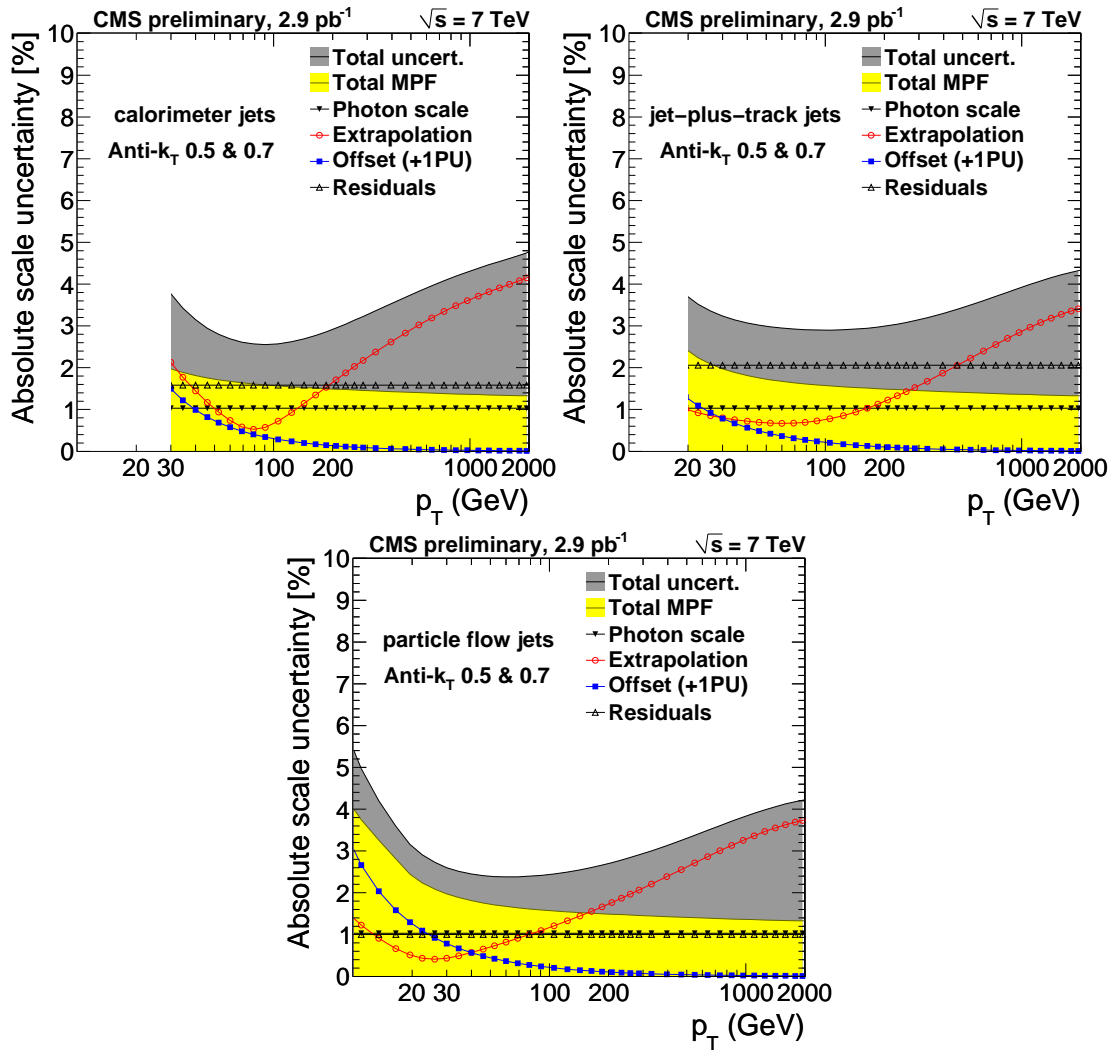 CMS preliminary, 2.9 pb⁻¹ √s = 7 TeV
Absolute scale uncertainty [%]
10
9
8
7
6
5
4
3
2
1
0
Total uncert.
Total MPF
Photon scale
Extrapolation
Offset (+1PU)
Residuals
calorimeter jets
Anti-k_T 0.5 & 0.7
20 30 100 200 1000 2000
p_T (GeV)
CMS preliminary, 2.9 pb⁻¹ √s = 7 TeV
Absolute scale uncertainty [%]
10
9
8
7
6
5
4
3
2
1
0
Total uncert.
Total MPF
Photon scale
Extrapolation
Offset (+1PU)
Residuals
jet-plus-track jets
Anti-k_T 0.5 & 0.7
20 30 100 200 1000 2000
p_T (GeV)
CMS preliminary, 2.9 pb⁻¹ √s = 7 TeV
Absolute scale uncertainty [%]
10
9
8
7
6
5
4
3
2
1
0
Total uncert.
Total MPF
Photon scale
Extrapolation
Offset (+1PU)
Residuals
particle flow jets
Anti-k_T 0.5 & 0.7
20 30 100 200 1000 2000
p_T (GeV)